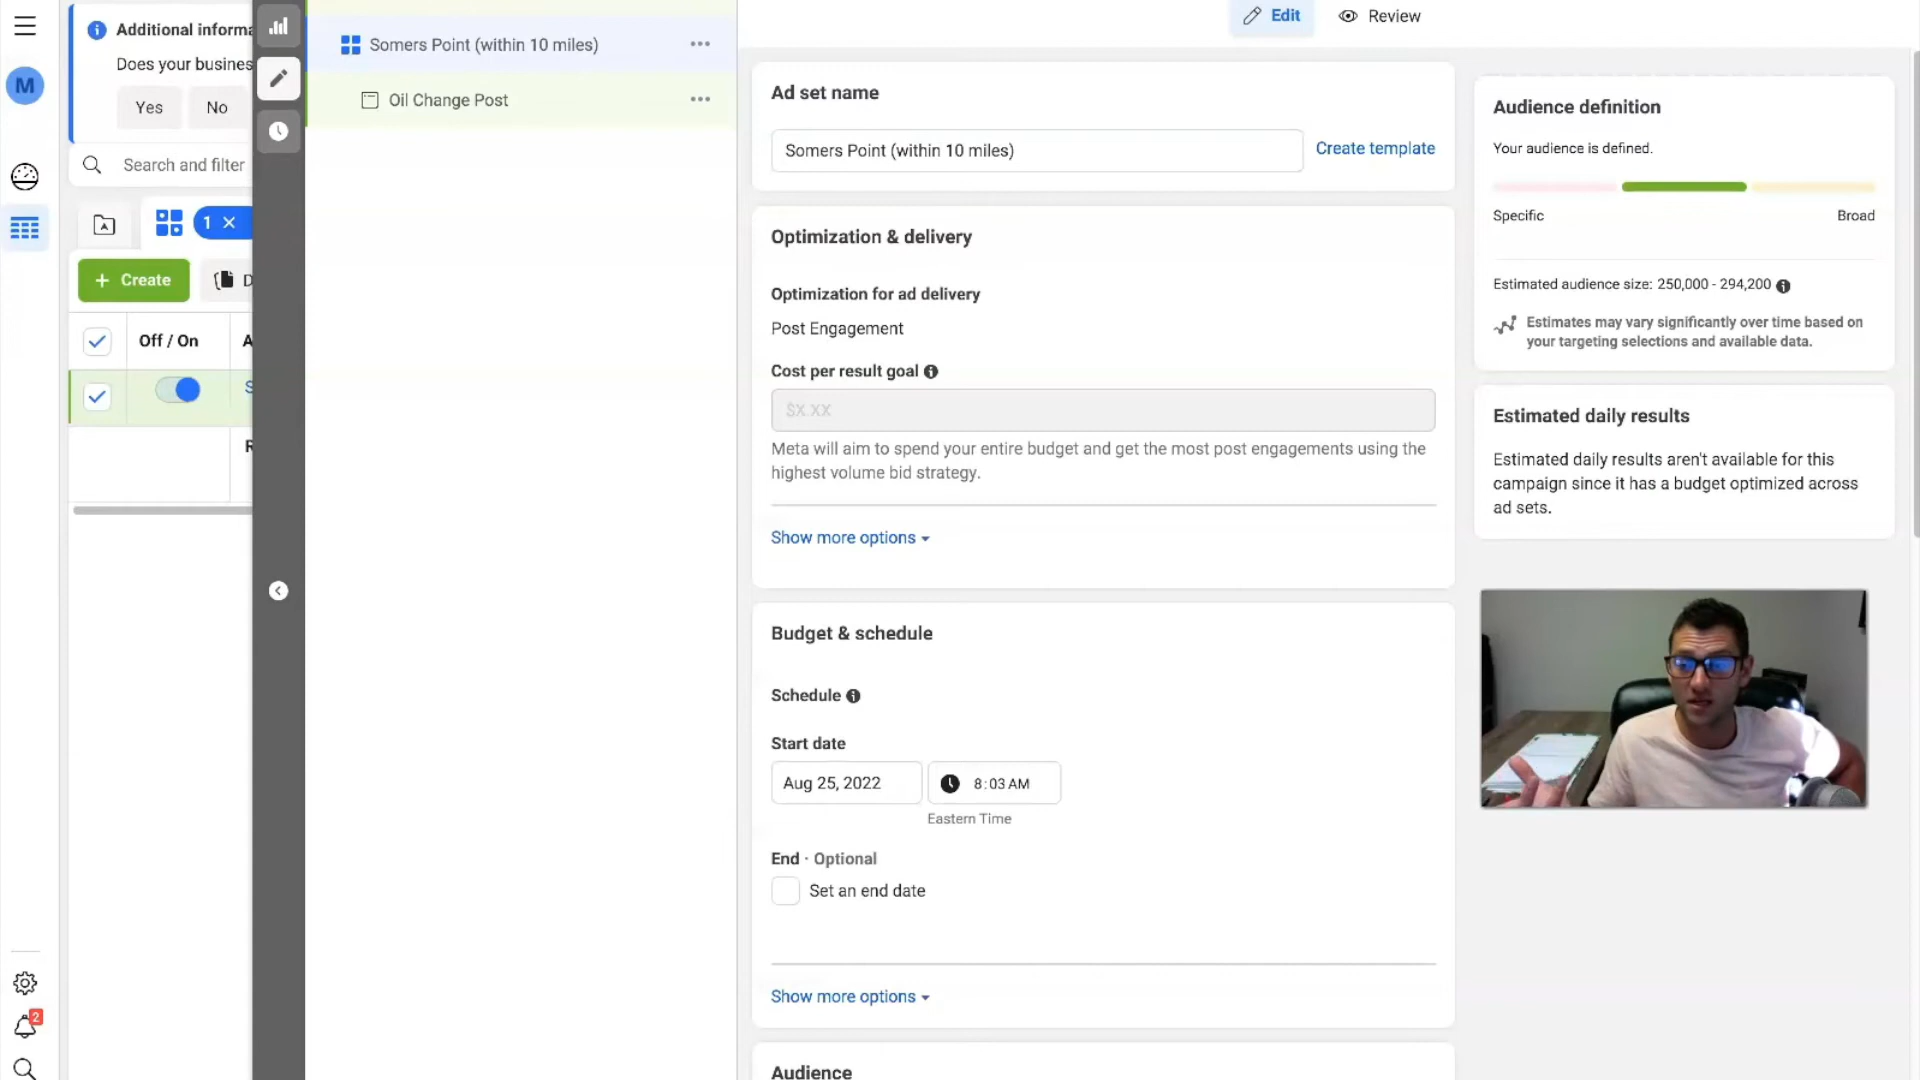 Additional informa
Does your busines
Yes
No
M
Search and filter
1
+ Create
D
Off / On
A
S
R
2
Somers Point (within 10 miles)
Oil Change Post
Edit
Review
Ad set name
Somers Point (within 10 miles)
Create template
Optimization & delivery
Optimization for ad delivery
Post Engagement
Cost per result goal
$X.XX
Meta will aim to spend your entire budget and get the most post engagements using the
highest volume bid strategy.
Show more options
Budget & schedule
Schedule
Start date
Aug 25, 2022
8:03 AM
Eastern Time
End · Optional
Set an end date
Show more options
Audience
Audience definition
Your audience is defined.
Specific
Broad
Estimated audience size: 250,000 - 294,200
Estimates may vary significantly over time based on
your targeting selections and available data.
Estimated daily results
Estimated daily results aren't available for this
campaign since it has a budget optimized across
ad sets.